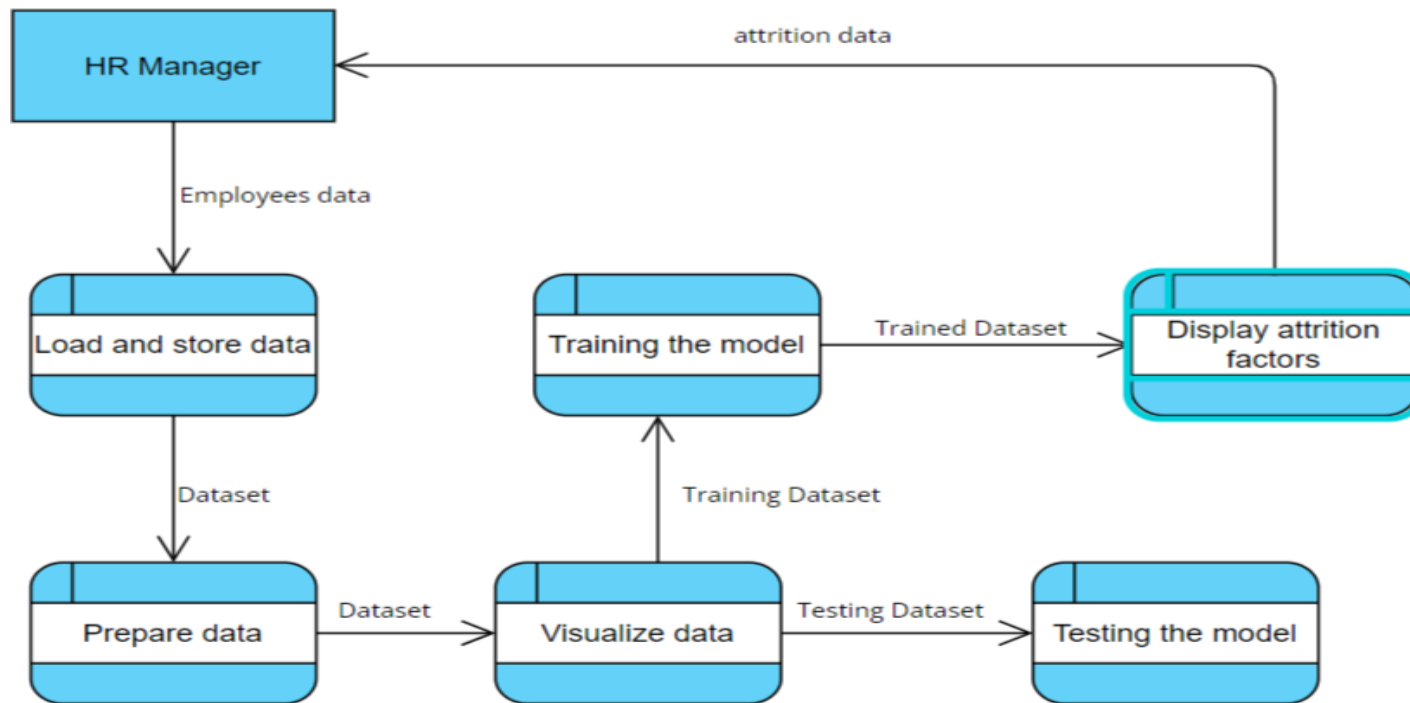 attrition data
HR Manager
Employees data
Load and store data
Training the model
Trained Dataset
Display attrition
factors
Dataset
Training Dataset
Prepare data
Dataset
Visualize data
Testing Dataset
Testing the model